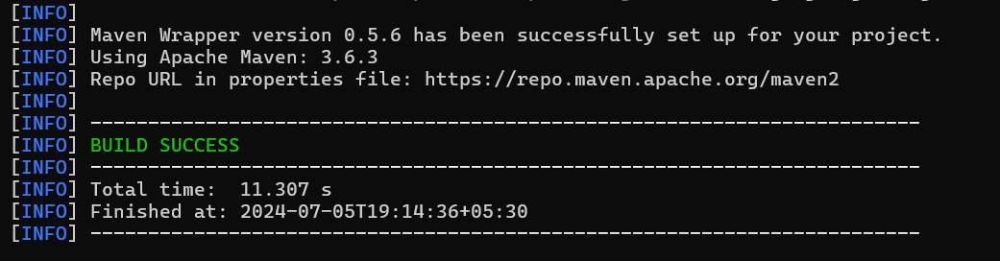 [INFO]
[INFO] Maven Wrapper version 0.5.6 has been successfully set up for your project.
[INFO] Using Apache Maven: 3.6.3
[INFO] Repo URL in properties file: https://repo.maven.apache.org/maven2
[INFO]
[INFO] ------------------------------------------------------------------------
[INFO] BUILD SUCCESS
[INFO] ------------------------------------------------------------------------
[INFO] Total time:  11.307 s
[INFO] Finished at: 2024-07-05T19:14:36+05:30
[INFO] ------------------------------------------------------------------------